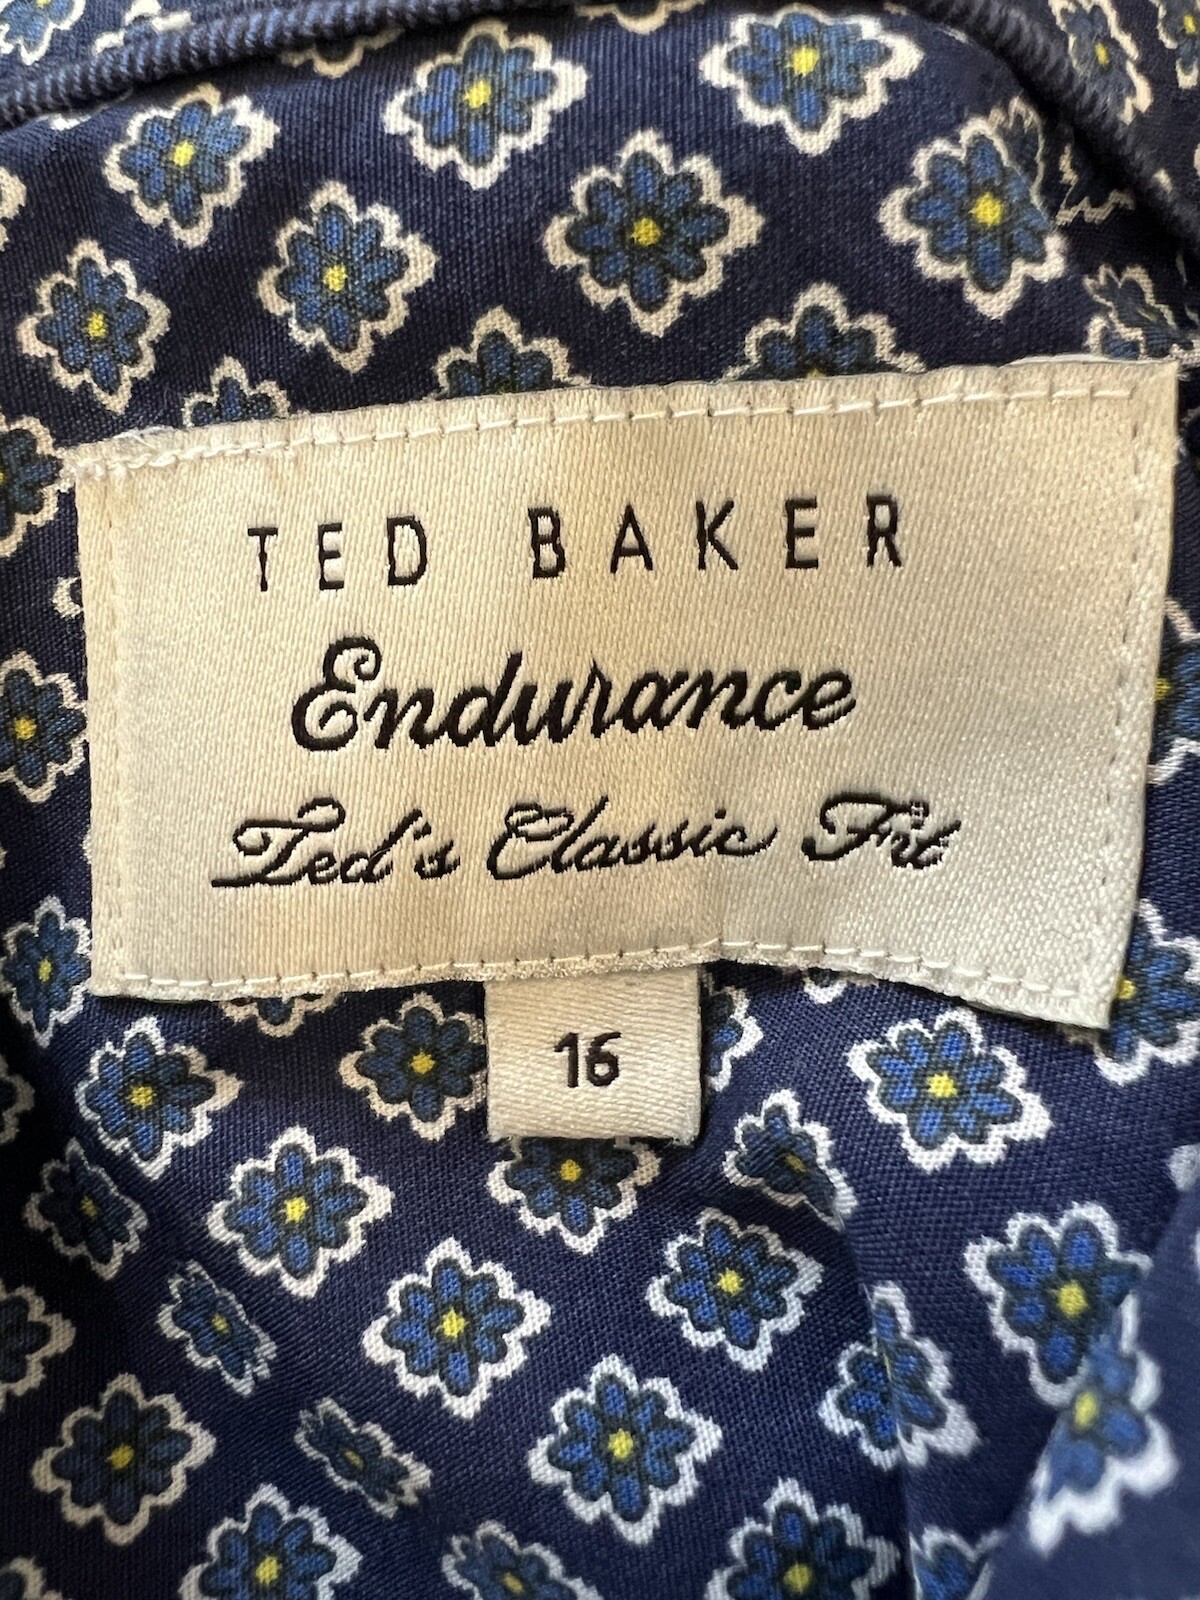 TED BAKER
Endurance
Ted's Classic Fit
16